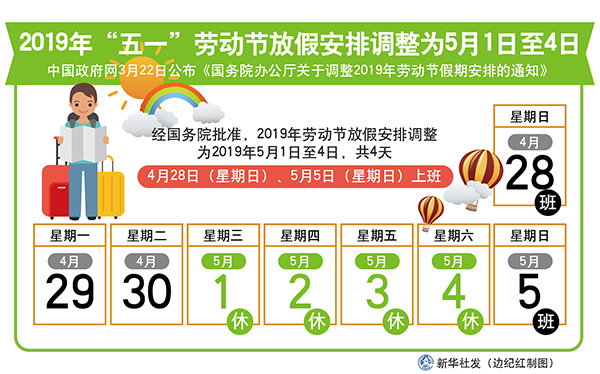 2019年“五一”劳动节放假安排调整为5月1日至4日
中国政府网3月22日公布《国务院办公厅关于调整2019年劳动节假期安排的通知》
经国务院批准，2019年劳动节放假安排调整
为2019年5月1日至4日，共4天
4月28日（星期日）、5月5日（星期日）上班
星期日
4月
28
班
星期一
4月
29
星期二
4月
30
星期三
5月
1
休
星期四
5月
2
休
星期五
5月
3
休
星期六
5月
4
休
星期日
5月
5
班
新华社发（边纪红制图）